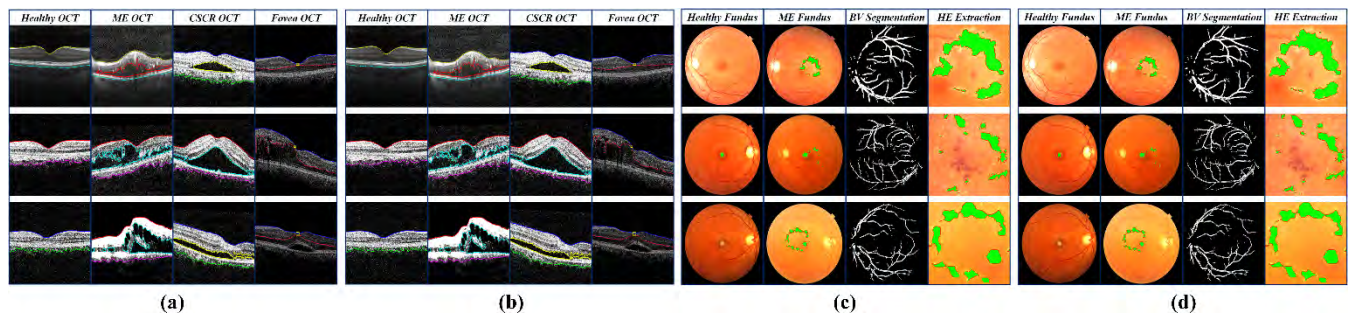 Healthy OCT ME OCT CSCR OCT Fovea OCT
Healthy OCT ME OCT CSCR OCT Fovea OCT
Healthy Fundus ME Fundus BV Segmentation HE Extraction
Healthy Fundus ME Fundus BV Segmentation HE Extraction
(a)
(b)
(c)
(d)